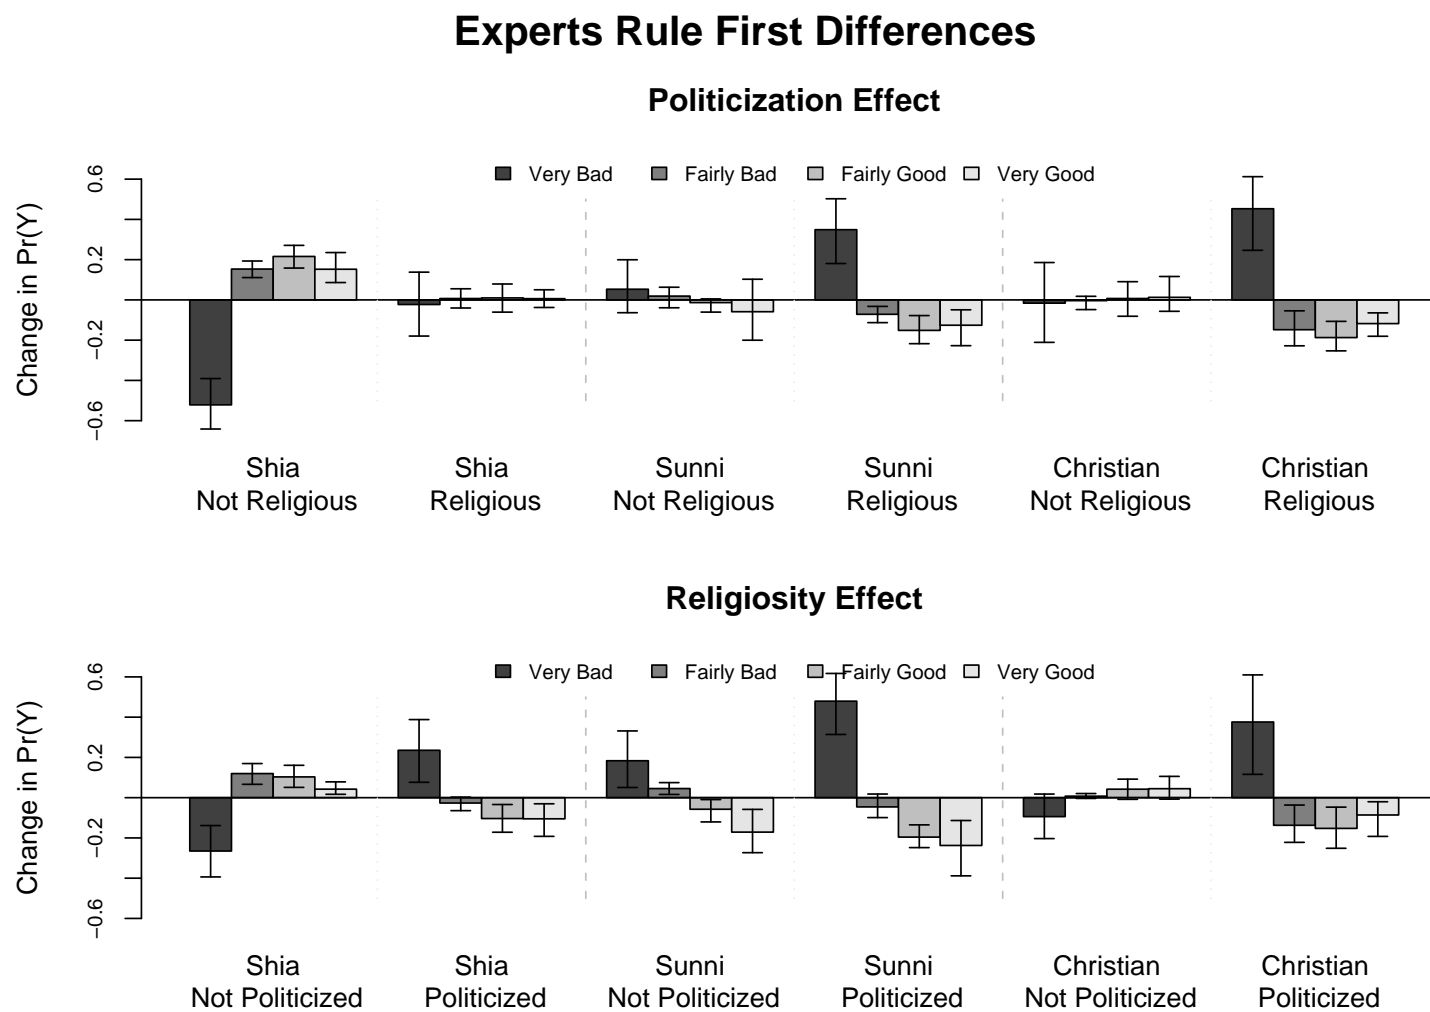 Experts Rule First Differences
Politicization Effect
Very Bad Fairly Bad Fairly Good Very Good
Change in Pr(Y)
0.6
0.2
−0.2
−0.6
Shia Shia Sunni Sunni Christian Christian
Not Religious Religious Not Religious Religious Not Religious Religious
Religiosity Effect
Very Bad Fairly Bad Fairly Good Very Good
Change in Pr(Y)
0.6
0.2
−0.2
−0.6
Shia Shia Sunni Sunni Christian Christian
Not Politicized Politicized Not Politicized Politicized Not Politicized Politicized